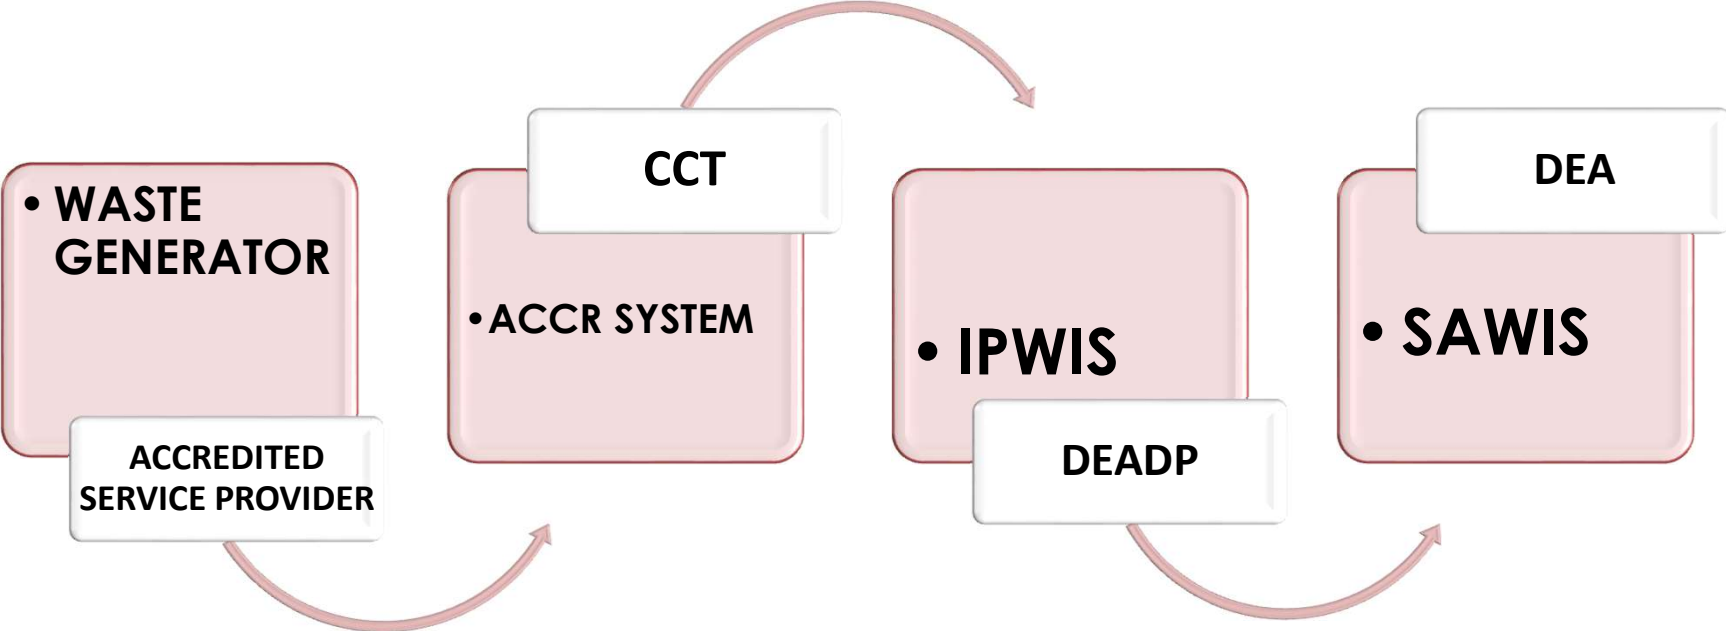 • WASTE
GENERATOR
ACCREDITED
SERVICE PROVIDER
CCT
• ACCR SYSTEM
• IPWIS
DEADP
DEA
• SAWIS